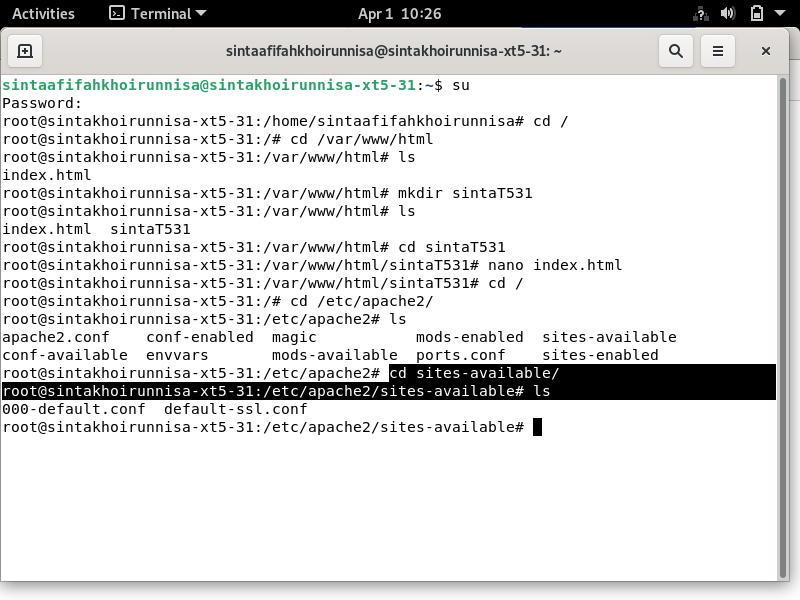 Activities Terminal Apr 1 10:26
sintaafifahkhoirunnisa@sintakhoirunnisa-xt5-31: ~
sintaafifahkhoirunnisa@sintakhoirunnisa-xt5-31:~$ su
Password:
root@sintakhoirunnisa-xt5-31:/home/sintaafifahkhoirunnisa# cd /
root@sintakhoirunnisa-xt5-31:/# cd /var/www/html
root@sintakhoirunnisa-xt5-31:/var/www/html# ls
index.html
root@sintakhoirunnisa-xt5-31:/var/www/html# mkdir sintaT531
root@sintakhoirunnisa-xt5-31:/var/www/html# ls
index.html  sintaT531
root@sintakhoirunnisa-xt5-31:/var/www/html# cd sintaT531
root@sintakhoirunnisa-xt5-31:/var/www/html/sintaT531# nano index.html
root@sintakhoirunnisa-xt5-31:/var/www/html/sintaT531# cd /
root@sintakhoirunnisa-xt5-31:/# cd /etc/apache2/
root@sintakhoirunnisa-xt5-31:/etc/apache2# ls
apache2.conf    conf-enabled  magic           mods-enabled  sites-available
conf-available  envvars       mods-available  ports.conf    sites-enabled
root@sintakhoirunnisa-xt5-31:/etc/apache2# cd sites-available/
root@sintakhoirunnisa-xt5-31:/etc/apache2/sites-available# ls
000-default.conf  default-ssl.conf
root@sintakhoirunnisa-xt5-31:/etc/apache2/sites-available#